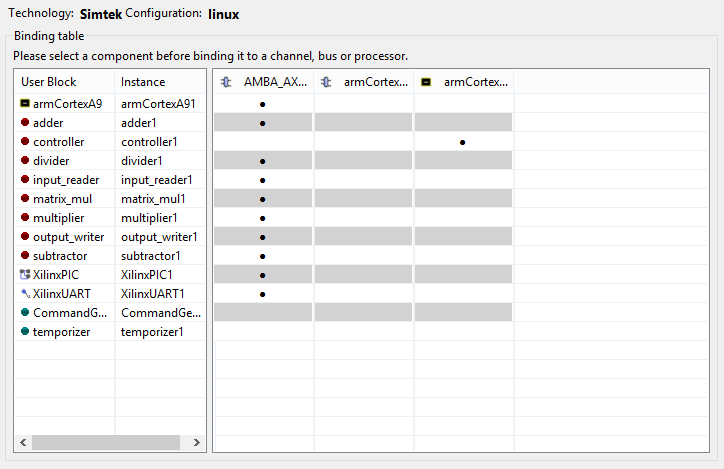 Technology: Simtek Configuration: linux
Binding table
Please select a component before binding it to a channel, bus or processor.
User Block Instance AMBA_AX... armCortex... armCortex...
armCortexA9 armCortexA91
adder adder1
controller controller1
divider divider1
input_reader input_reader1
matrix_mul matrix_mul1
multiplier multiplier1
output_writer output_writer1
subtractor subtractor1
XilinxPIC XilinxPIC1
XilinxUART XilinxUART1
CommandG... CommandGe...
temporizer temporizer1